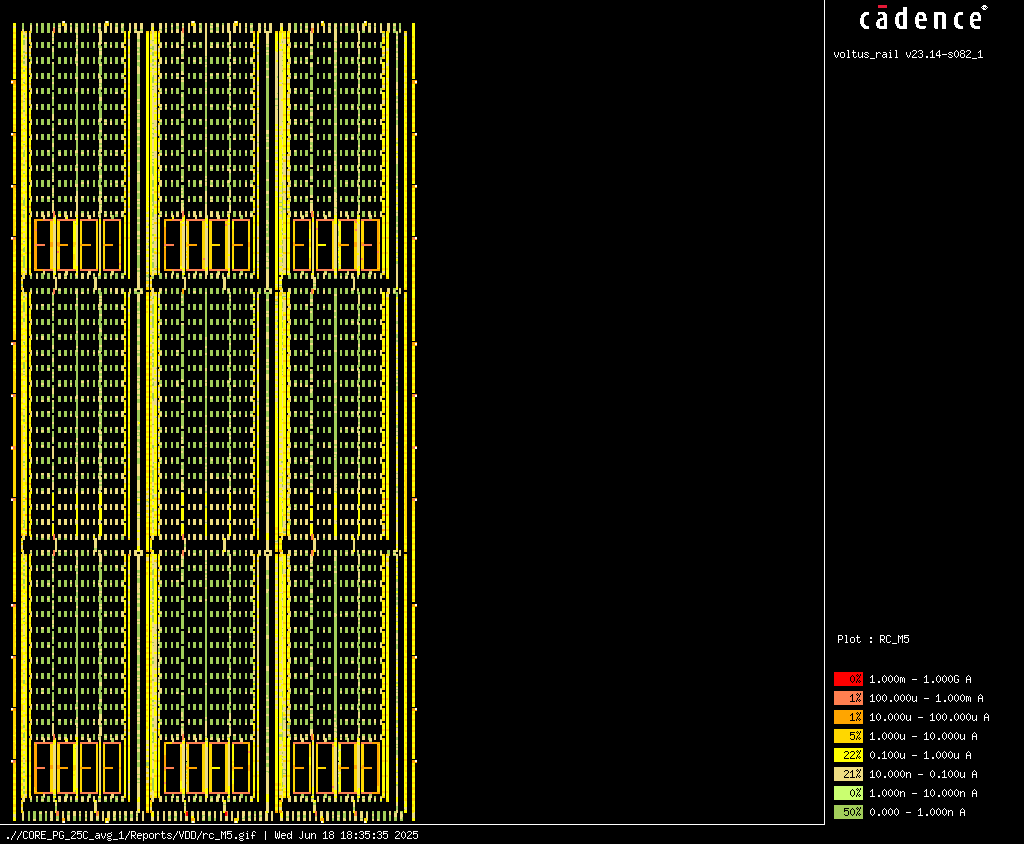 cādence®
voltus_rail v23.14-s082_1
Plot : RC_M5
0% 1.000m - 1.000G A
1% 100.000u - 1.000m A
1% 10.000u - 100.000u A
5% 1.000u - 10.000u A
22% 0.100u - 1.000u A
21% 10.000n - 0.100u A
0% 1.000n - 10.000n A
50% 0.000 - 1.000n A
.//CORE_PG_25C_avg_1/Reports/VDD/rc_M5.gif | Wed Jun 18 18:35:35 2025